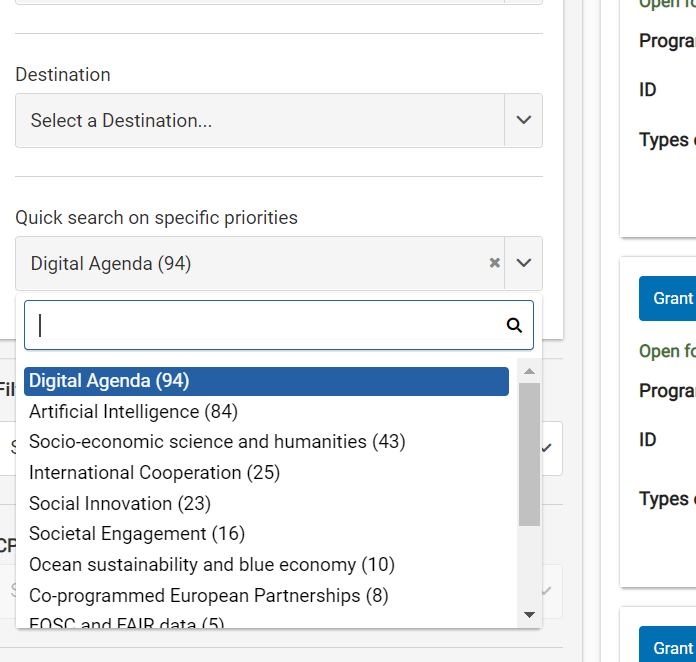 Destination
Select a Destination...
Quick search on specific priorities
Digital Agenda (94)
Digital Agenda (94)
Artificial Intelligence (84)
Socio-economic science and humanities (43)
International Cooperation (25)
Social Innovation (23)
Societal Engagement (16)
Ocean sustainability and blue economy (10)
Co-programmed European Partnerships (8)
EOSC and FAIR data (5)
Fil
S
CP
S
Open fo
Progra
ID
Types
Grant
Open fo
Progra
ID
Types
Grant